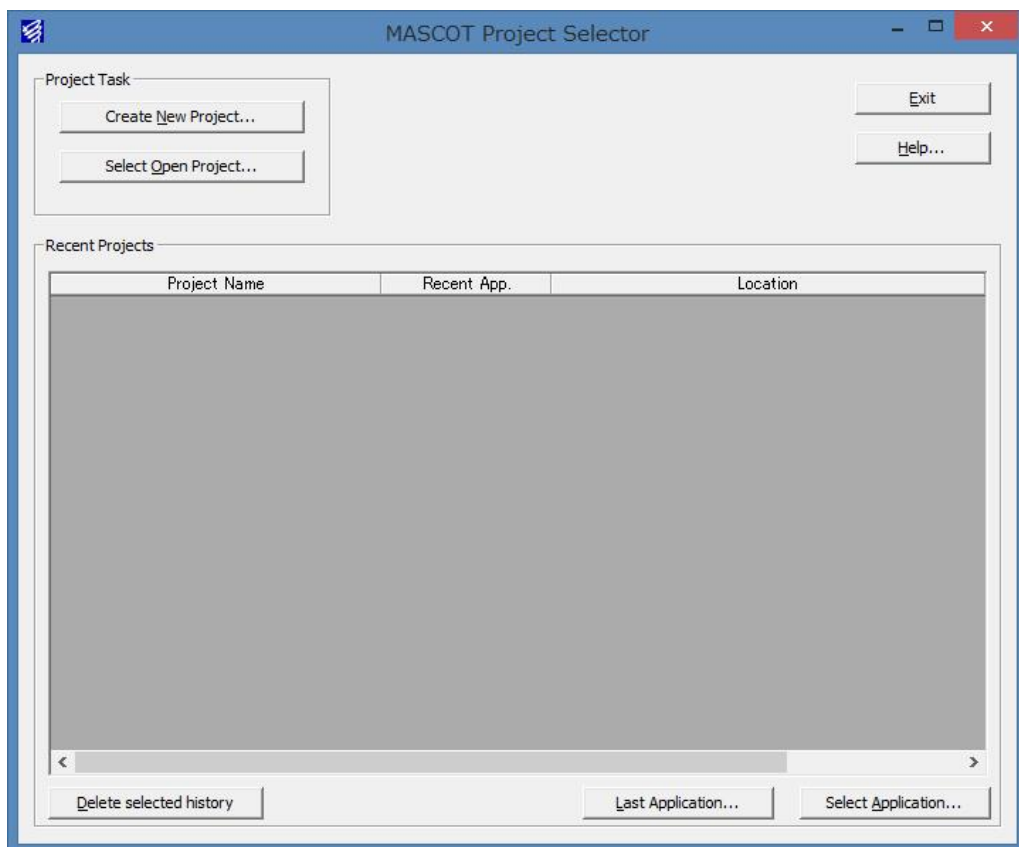 MASCOT Project Selector
Project Task
Create New Project...
Select Open Project...
Exit
Help...
Recent Projects
Project Name Recent App. Location
Delete selected history Last Application... Select Application...